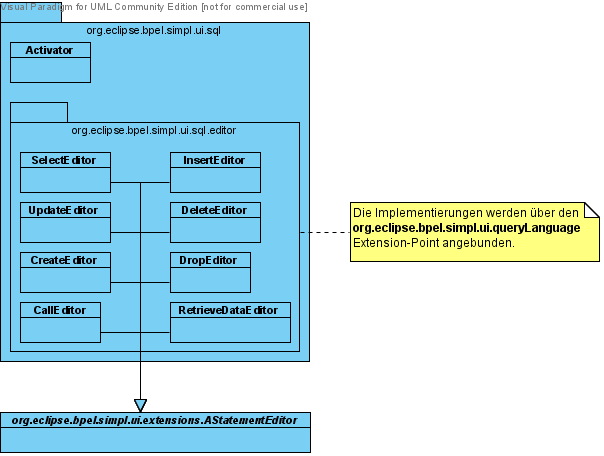 Visual Paradigm for UML Community Edition [not for commercial use]
org.eclipse.bpel.simpl.ui.sql
Activator
org.eclipse.bpel.simpl.ui.sql.editor
SelectEditor
InsertEditor
UpdateEditor
DeleteEditor
CreateEditor
DropEditor
CallEditor
RetrieveDataEditor
Die Implementierungen werden über den
org.eclipse.bpel.simpl.ui.queryLanguage
Extension-Point angebunden.
org.eclipse.bpel.simpl.ui.extensions.AStatementEditor